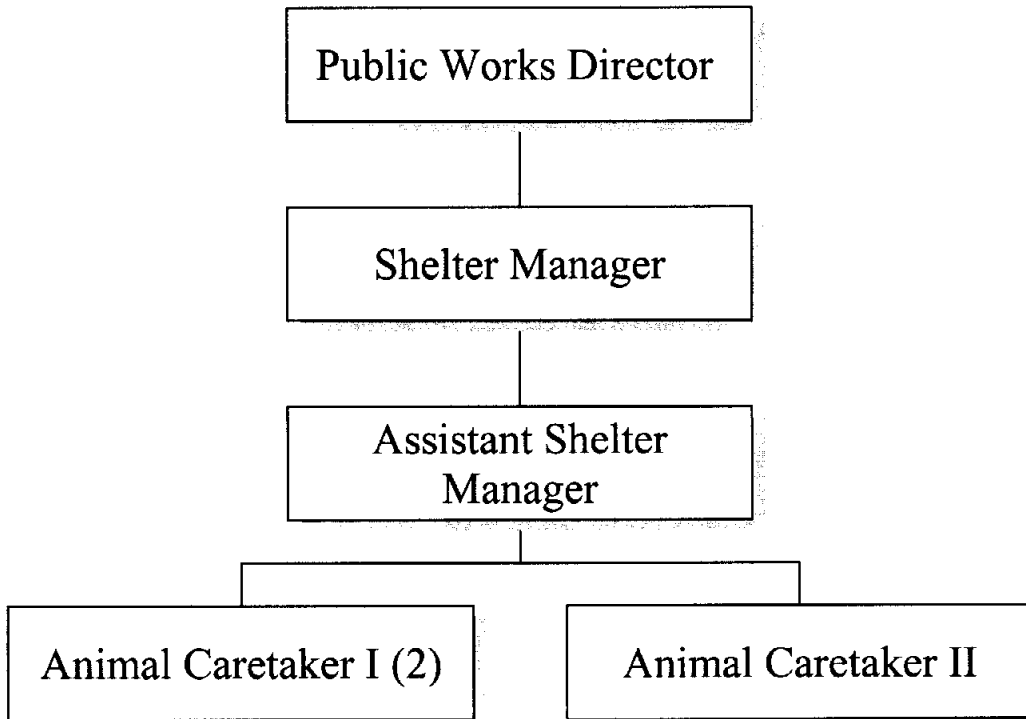 Public Works Director
Shelter Manager
Assistant Shelter
Manager
Animal Caretaker I (2)
Animal Caretaker II